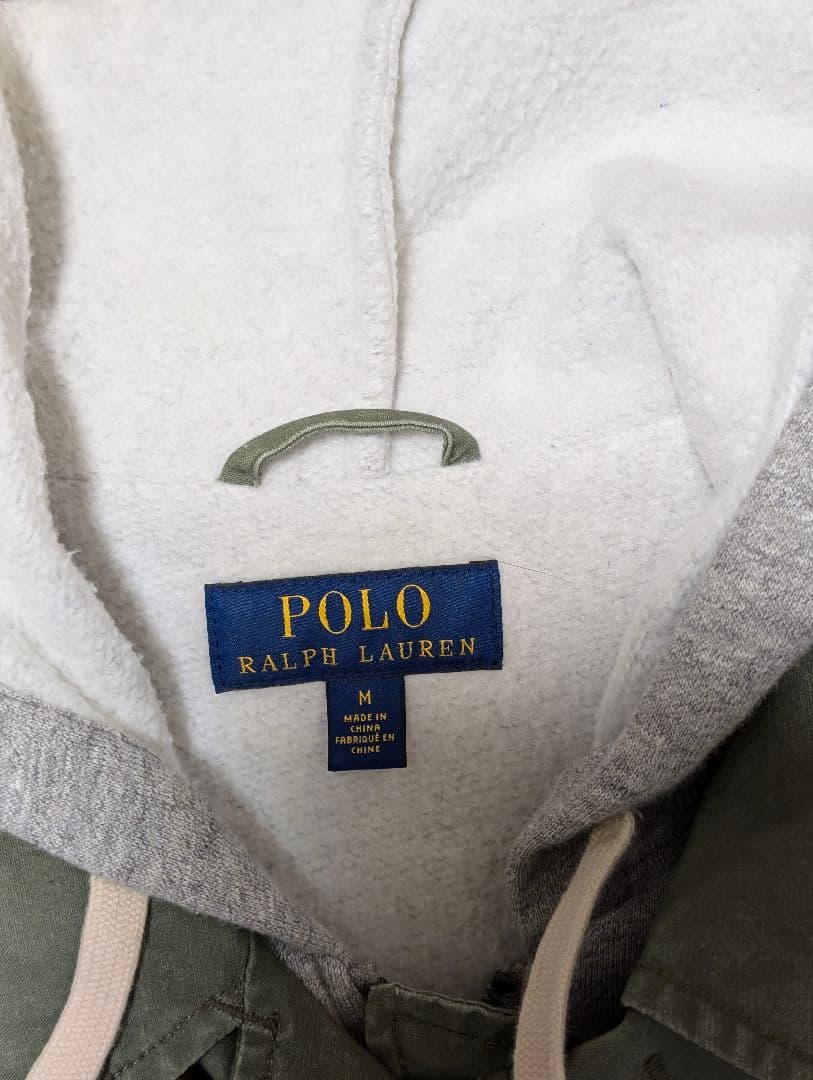 POLO
RALPH LAUREN
M
MADE IN
CHINA
FABRIQUÉ EN
CHINE